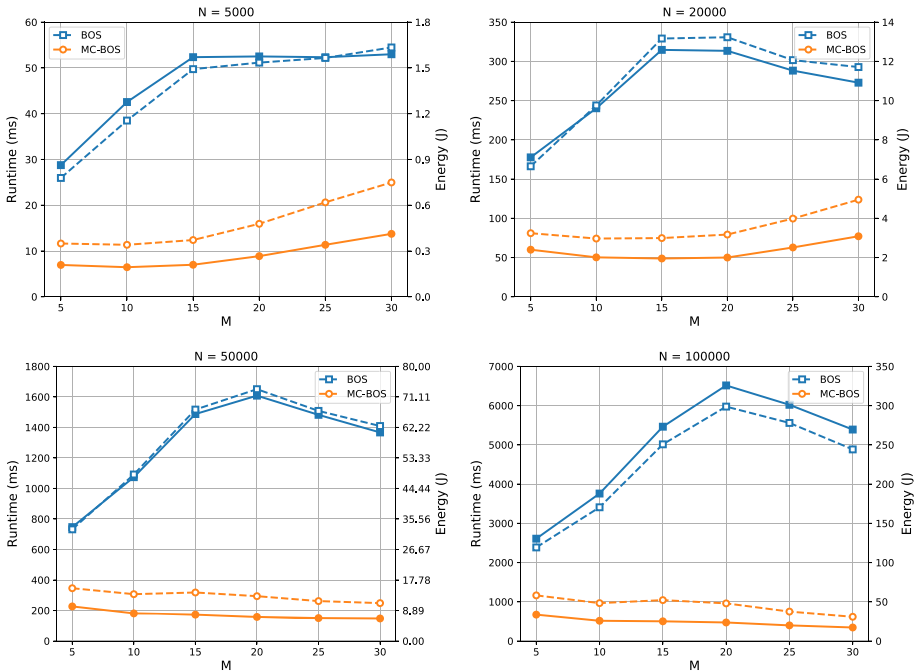 N = 5000
60
50
40
30
20
10
0
Runtime (ms)
1.8
1.5
1.2
0.9
0.6
0.3
0.0
Energy (J)
BOS
MC-BOS
5 10 15 20 25 30
M
N = 20000
350
300
250
200
150
100
50
0
Runtime (ms)
14
12
10
8
6
4
2
0
Energy (J)
BOS
MC-BOS
5 10 15 20 25 30
M
N = 50000
1800
1600
1400
1200
1000
800
600
400
200
0
Runtime (ms)
80,00
71,11
62,22
53,33
44,44
35,56
26,67
17,78
8,89
0,00
Energy (J)
BOS
MC-BOS
5 10 15 20 25 30
M
N = 100000
7000
6000
5000
4000
3000
2000
1000
0
Runtime (ms)
350
300
250
200
150
100
50
0
Energy (J)
BOS
MC-BOS
5 10 15 20 25 30
M